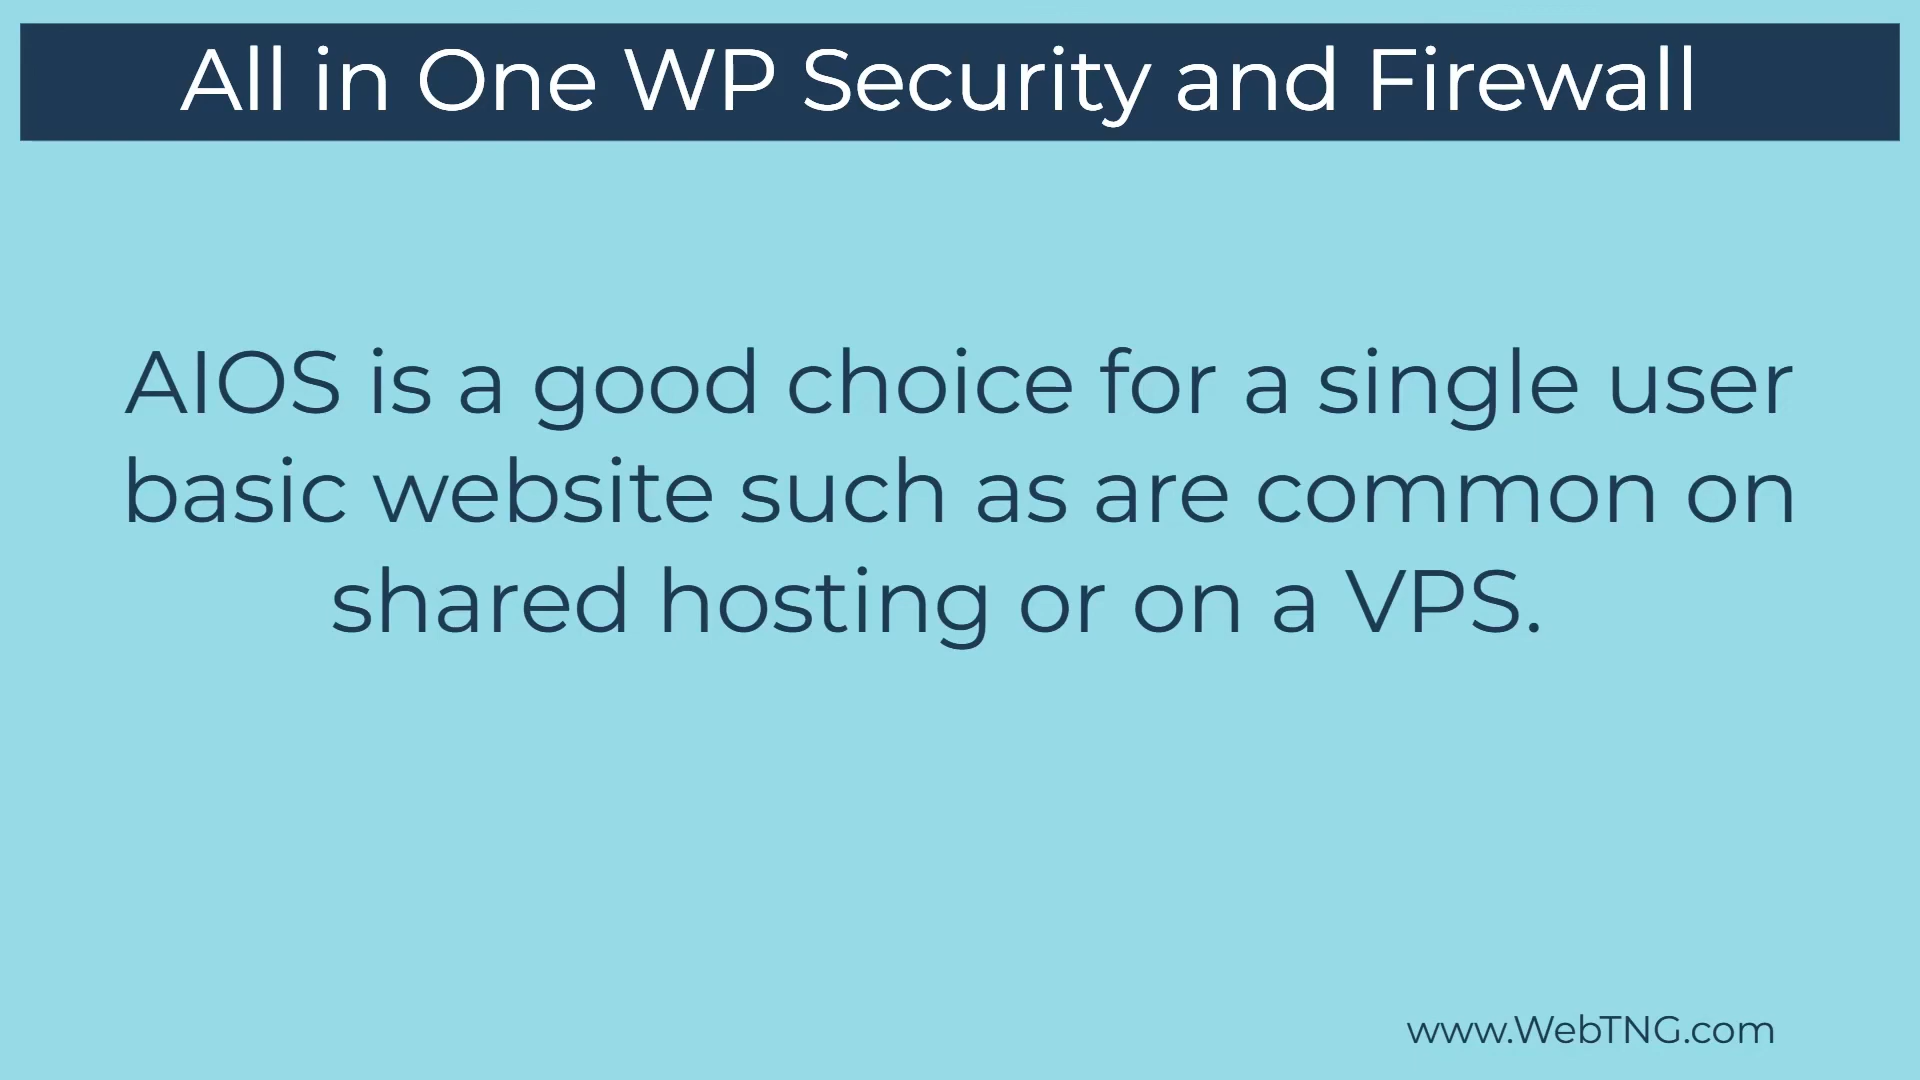 All in One WP Security and Firewall
AIOS is a good choice for a single user
basic website such as are common on
shared hosting or on a VPS.
www.WebTNG.com